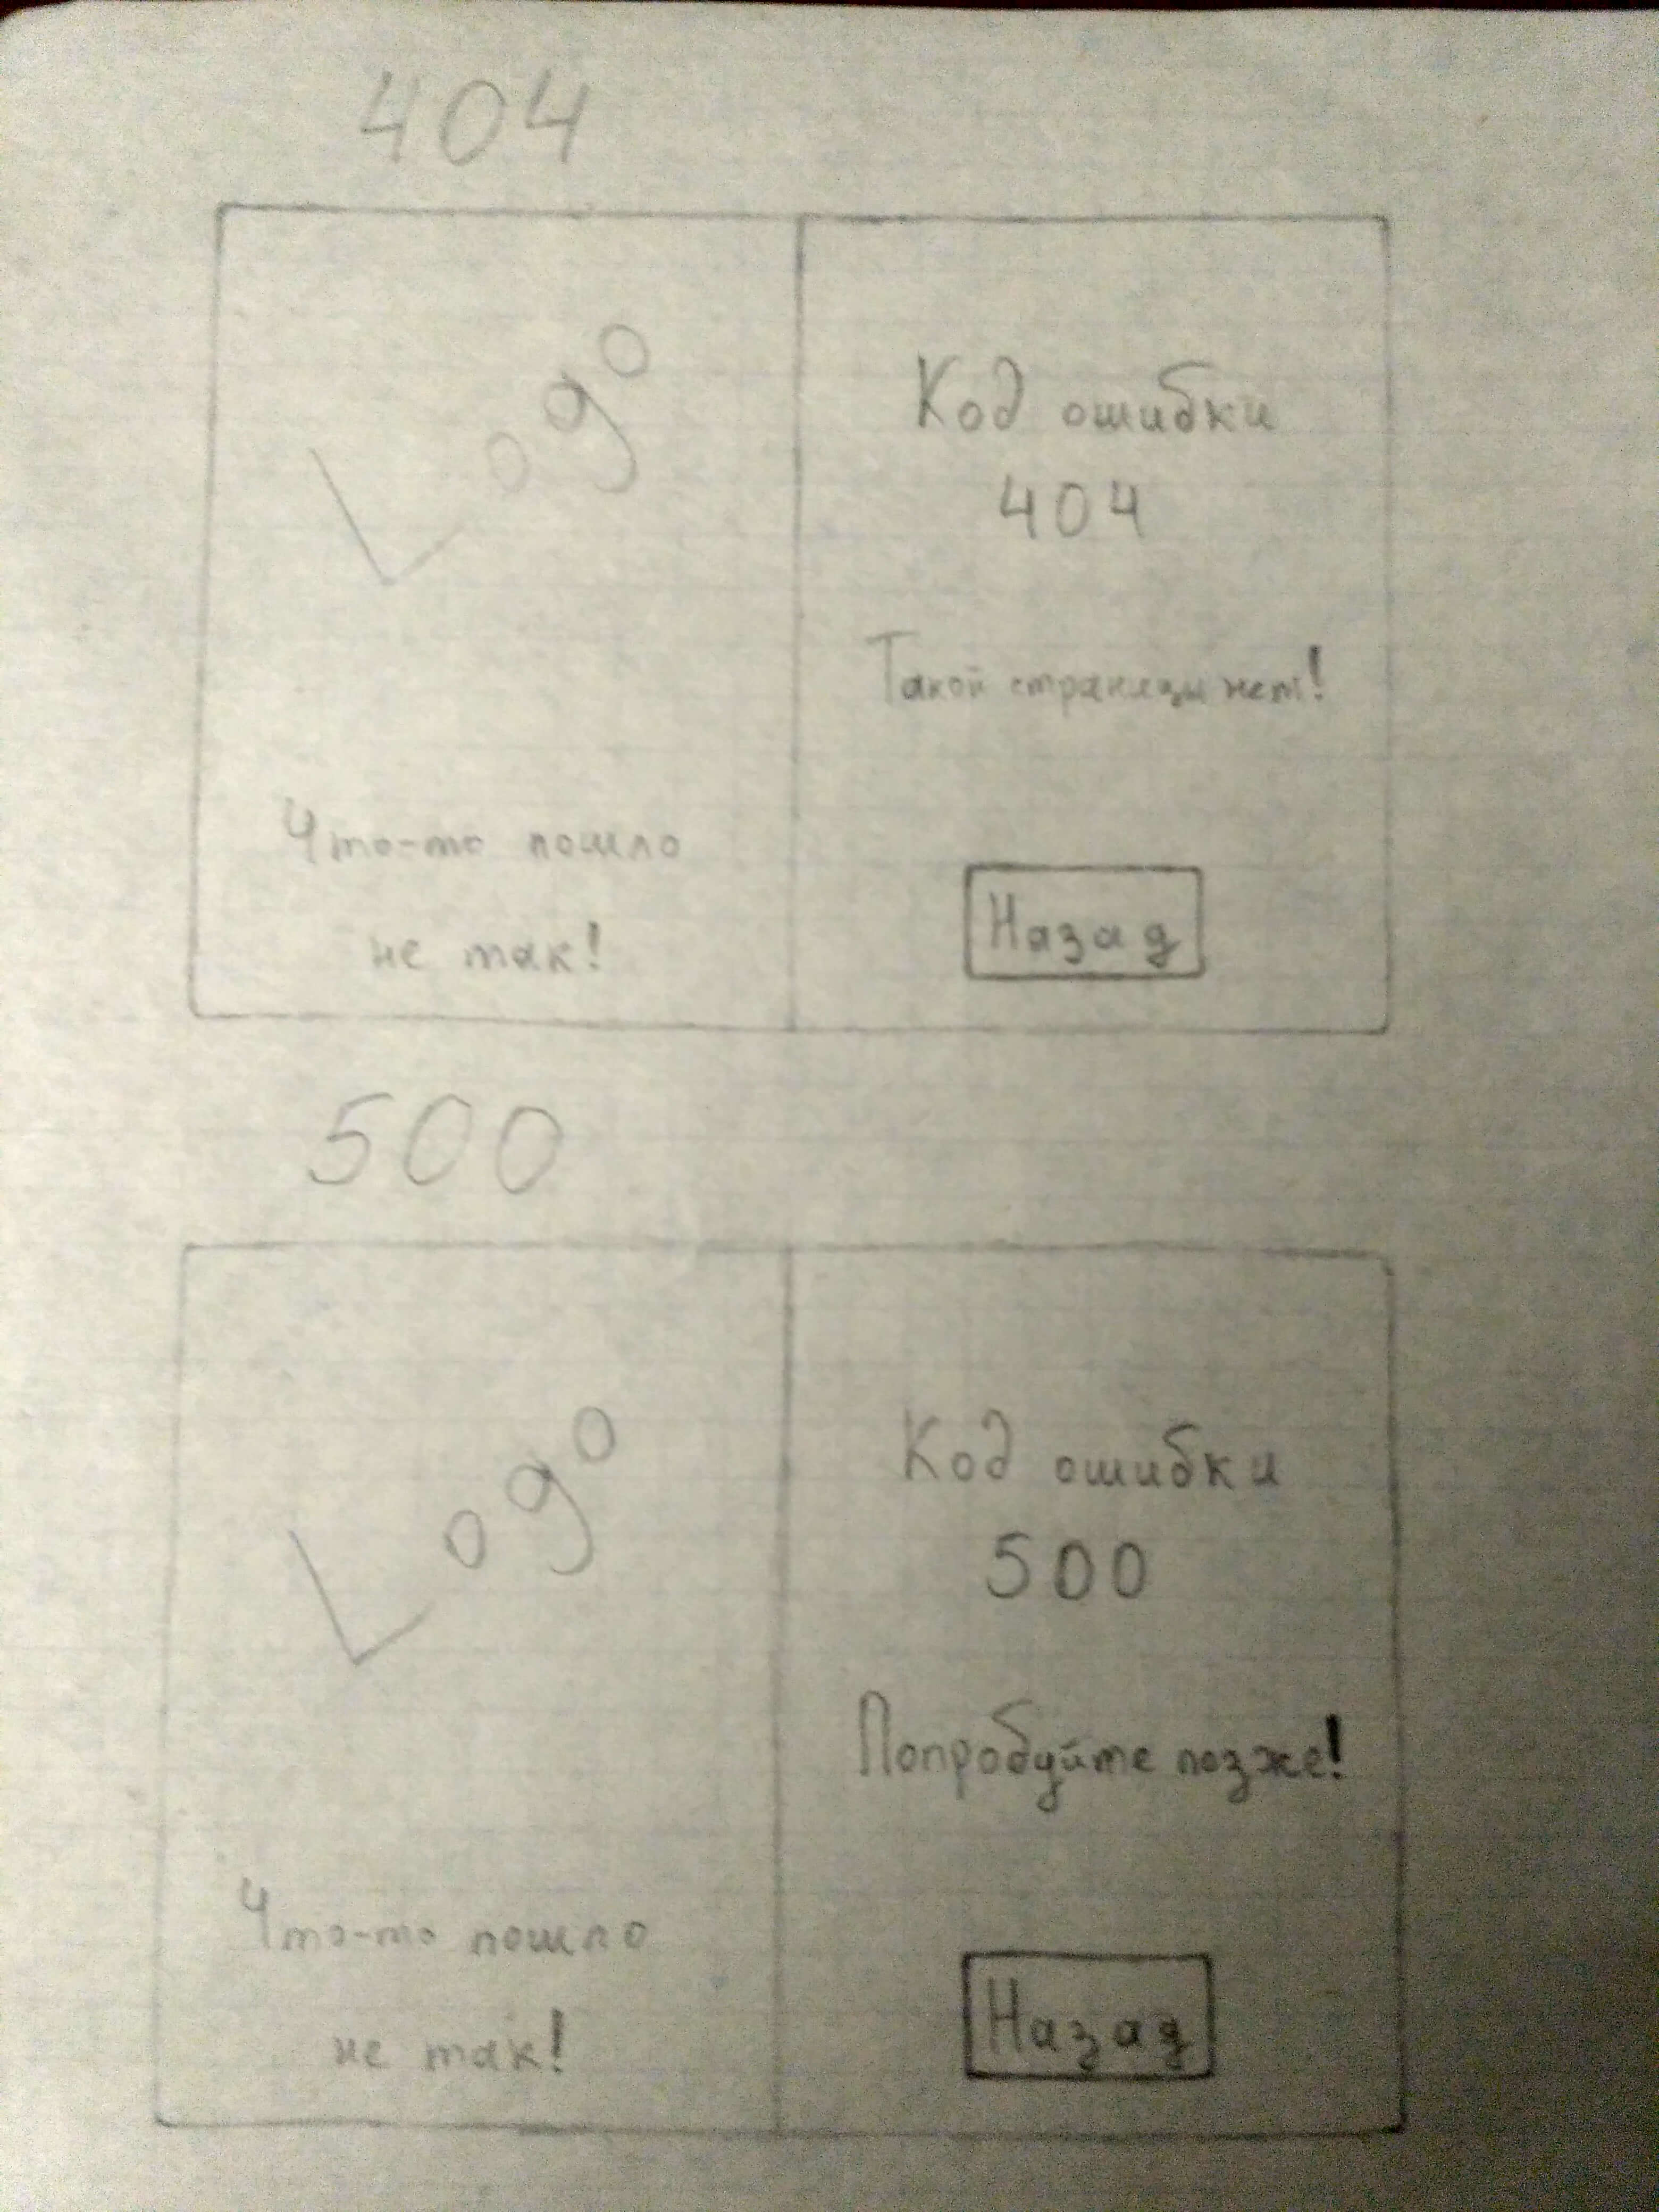 404
Logo
Что-то пошло
не так!
Код ошибки
404
Такой страницы нет!
Назад
500
Logo
Что-то пошло
не так!
Код ошибки
500
Попробуйте позже!
Назад